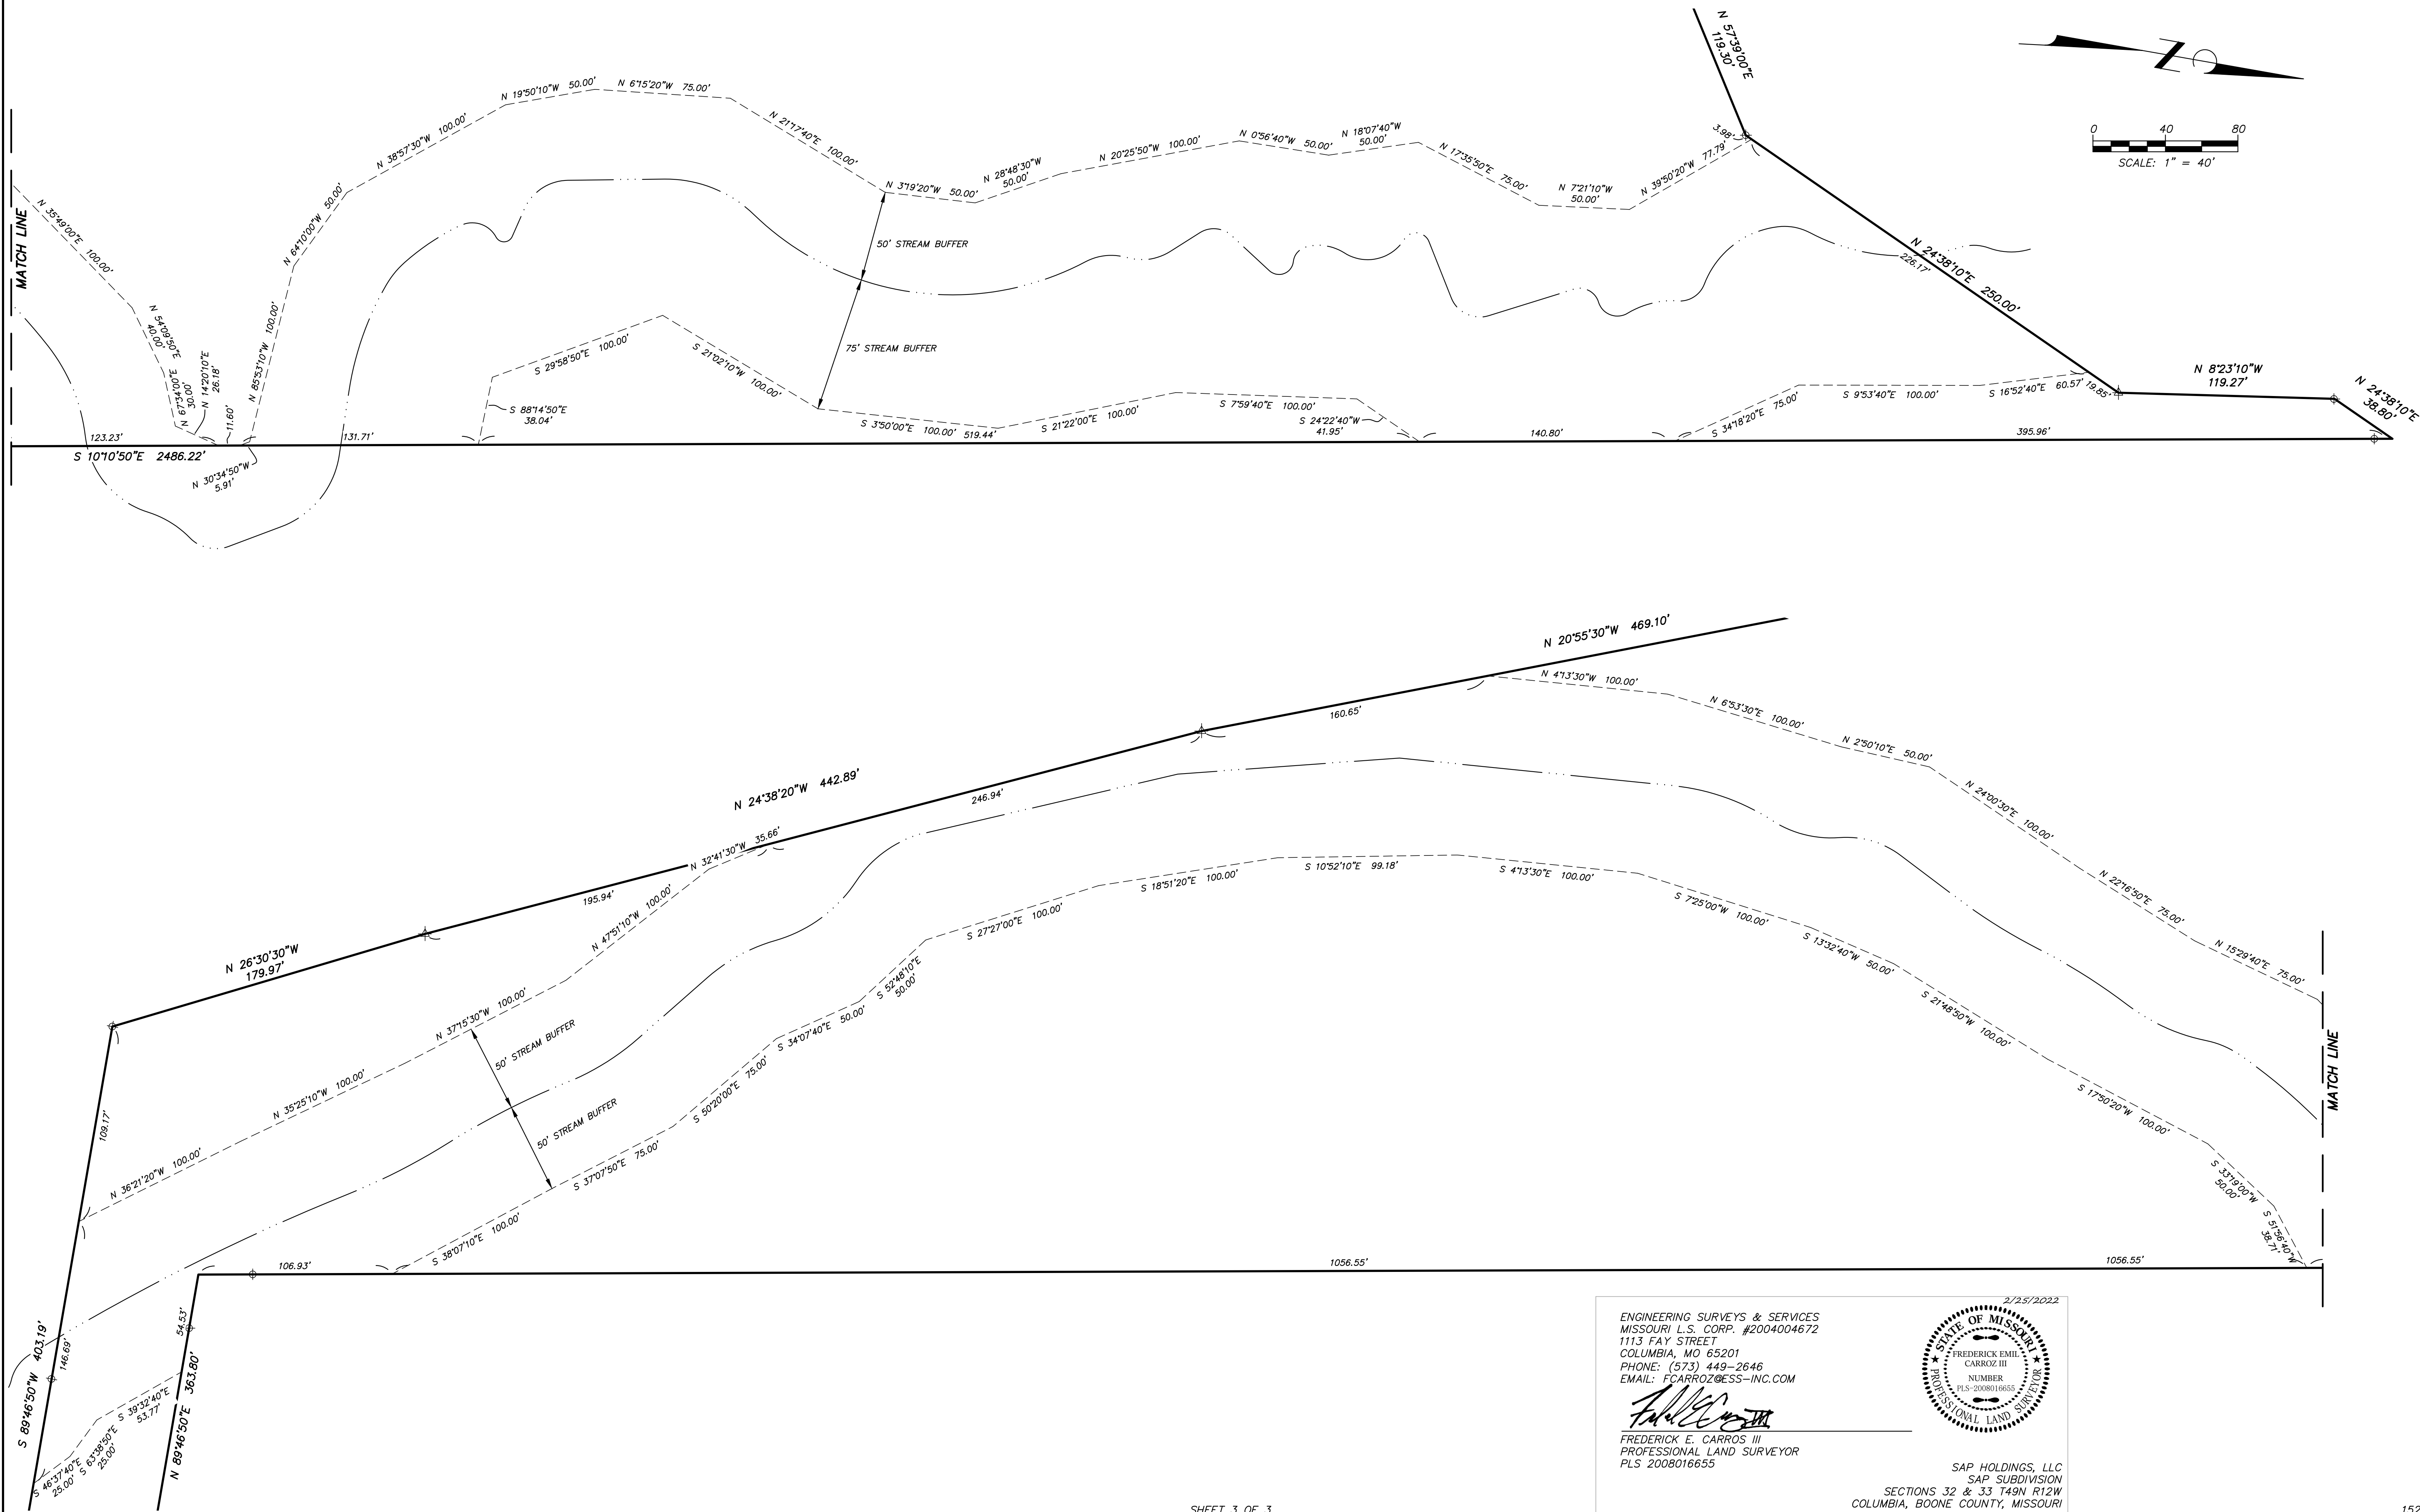 N 57°39'00"E
119.30'
0 40 80
SCALE: 1" = 40'
MATCH LINE
N 35°49'00"E 100.00'
N 54°09'50"E
40.00'
N 67°34'00"E
30.00'
N 14°20'10"E
26.18'
11.60'
N 85°53'10"W 100.00'
N 64°10'00"W 50.00'
N 38°57'30"W 100.00'
N 19°50'10"W 50.00'
N 6°15'20"W 75.00'
N 21°17'40"E 100.00'
N 3°19'20"W 50.00'
N 28°48'30"W
50.00'
N 20°25'50"W 100.00'
N 0°56'40"W 50.00'
N 18°07'40"W
50.00'
N 17°35'50"E 75.00'
N 7°21'10"W
50.00'
N 39°50'20"W 77.79'
3.98'
50' STREAM BUFFER
75' STREAM BUFFER
N 24°38'10"E 250.00'
226.17'
19.85'
N 8°23'10"W
119.27'
N 24°38'10"E
38.80'
123.23'
S 10°10'50"E 2486.22'
N 30°34'50"W
5.91'
131.71'
S 88°14'50"E
38.04'
S 29°58'50"E 100.00'
S 21°02'10"W 100.00'
S 3°50'00"E 100.00'
519.44'
S 21°22'00"E 100.00'
S 7°59'40"E 100.00'
S 24°22'40"W
41.95'
140.80'
S 34°18'20"E 75.00'
S 9°53'40"E 100.00'
S 16°52'40"E 60.57'
395.96'
N 20°55'30"W 469.10'
160.65'
N 4°13'30"W 100.00'
N 6°53'30"E 100.00'
N 2°50'10"E 50.00'
N 24°00'30"E 100.00'
N 22°16'50"E 75.00'
N 15°29'40"E 75.00'
MATCH LINE
N 24°38'20"W 442.89'
246.94'
N 32°41'30"W 35.66'
195.94'
N 47°51'10"W 100.00'
N 26°30'30"W
179.97'
N 37°15'30"W 100.00'
N 35°25'10"W 100.00'
N 36°21'20"W 100.00'
109.17'
50' STREAM BUFFER
50' STREAM BUFFER
S 38°07'10"E 100.00'
S 37°07'50"E 75.00'
S 50°20'00"E 75.00'
S 34°07'40"E 50.00'
S 52°48'10"E
50.00'
S 27°27'00"E 100.00'
S 18°51'20"E 100.00'
S 10°52'10"E 99.18'
S 4°13'30"E 100.00'
S 7°25'00"W 100.00'
S 13°32'40"W 50.00'
S 21°48'50"W 100.00'
S 17°50'20"W 100.00'
S 33°19'00"W
50.00'
S 51°56'40"W
38.71'
106.93'
1056.55'
1056.55'
54.53'
146.69'
S 89°46'50"W 403.19'
N 89°46'50"E 363.80'
S 39°32'40"E
53.77'
S 63°38'50"E
25.00'
S 46°37'40"E
25.00'
2/25/2022
ENGINEERING SURVEYS & SERVICES
MISSOURI L.S. CORP. #2004004672
1113 FAY STREET
COLUMBIA, MO 65201
PHONE: (573) 449-2646
EMAIL: FCARROZ@ESS-INC.COM
FREDERICK E. CARROS III
PROFESSIONAL LAND SURVEYOR
PLS 2008016655
STATE OF MISSOURI
FREDERICK EMIL
CARROZ III
NUMBER
PLS-2008016655
PROFESSIONAL LAND SURVEYOR
SAP HOLDINGS, LLC
SAP SUBDIVISION
SECTIONS 32 & 33 T49N R12W
COLUMBIA, BOONE COUNTY, MISSOURI
SHEET 3 OF 3